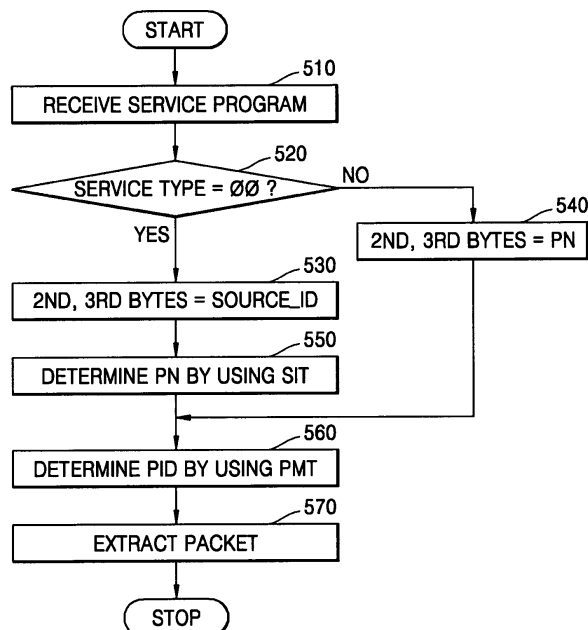 START
510
RECEIVE SERVICE PROGRAM
520
SERVICE TYPE = ØØ ?
NO
YES
540
2ND, 3RD BYTES = PN
530
2ND, 3RD BYTES = SOURCE_ID
550
DETERMINE PN BY USING SIT
560
DETERMINE PID BY USING PMT
570
EXTRACT PACKET
STOP